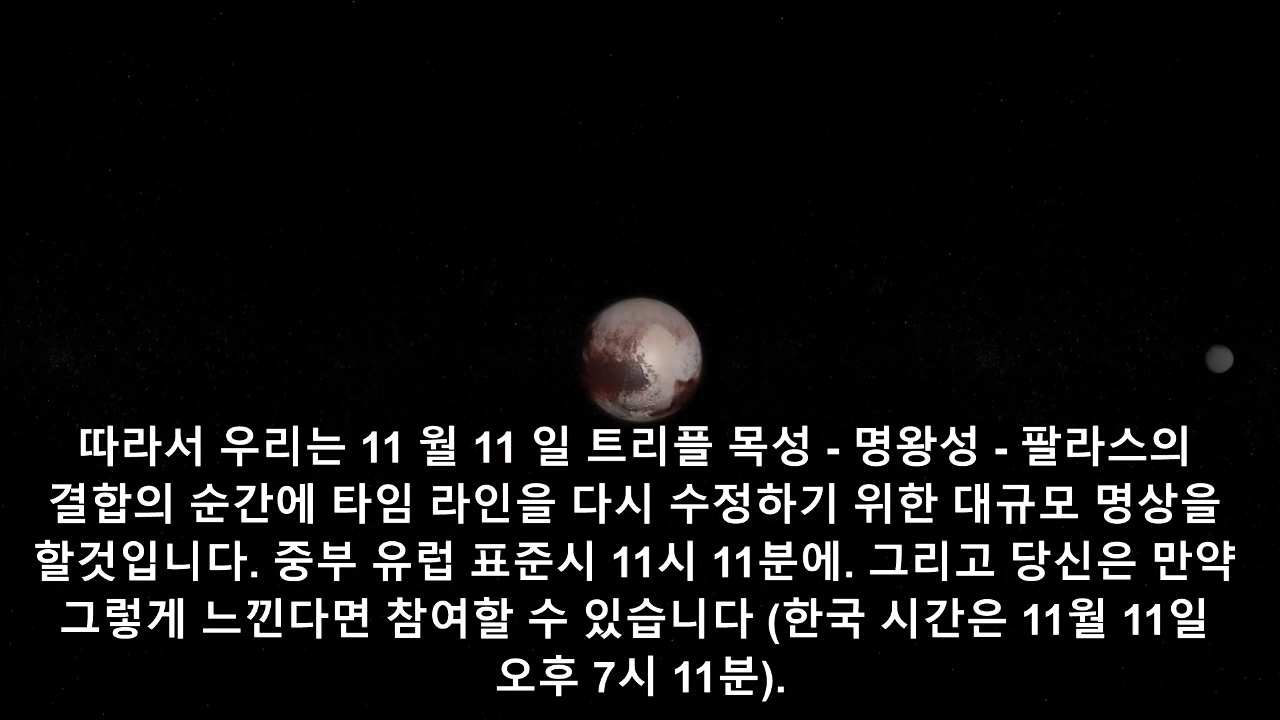 따라서 우리는 11 월 11 일 트리플 목성 - 명왕성 - 팔라스의
결합의 순간에 타임 라인을 다시 수정하기 위한 대규모 명상을
할것입니다. 중부 유럽 표준시 11시 11분에. 그리고 당신은 만약
그렇게 느낀다면 참여할 수 있습니다 (한국 시간은 11월 11일
오후 7시 11분).